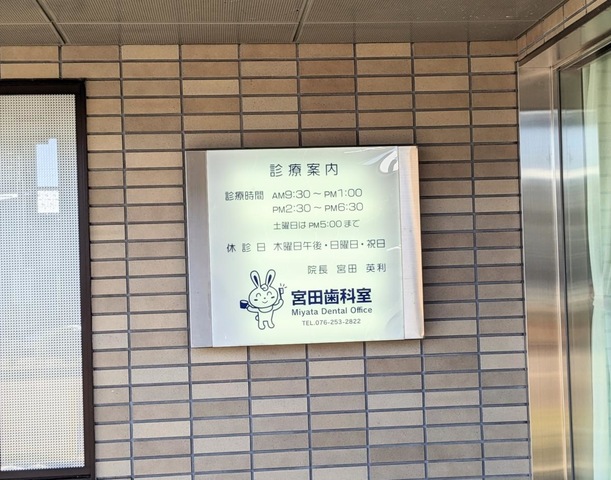 診療案内
診療時間 AM9:30～PM1:00
PM2:30～PM6:30
土曜日はPM5:00まで
休診日 木曜日午後・日曜日・祝日
院長 宮田 英利
宮田歯科室
Miyata Dental Office
TEL.076-253-2822